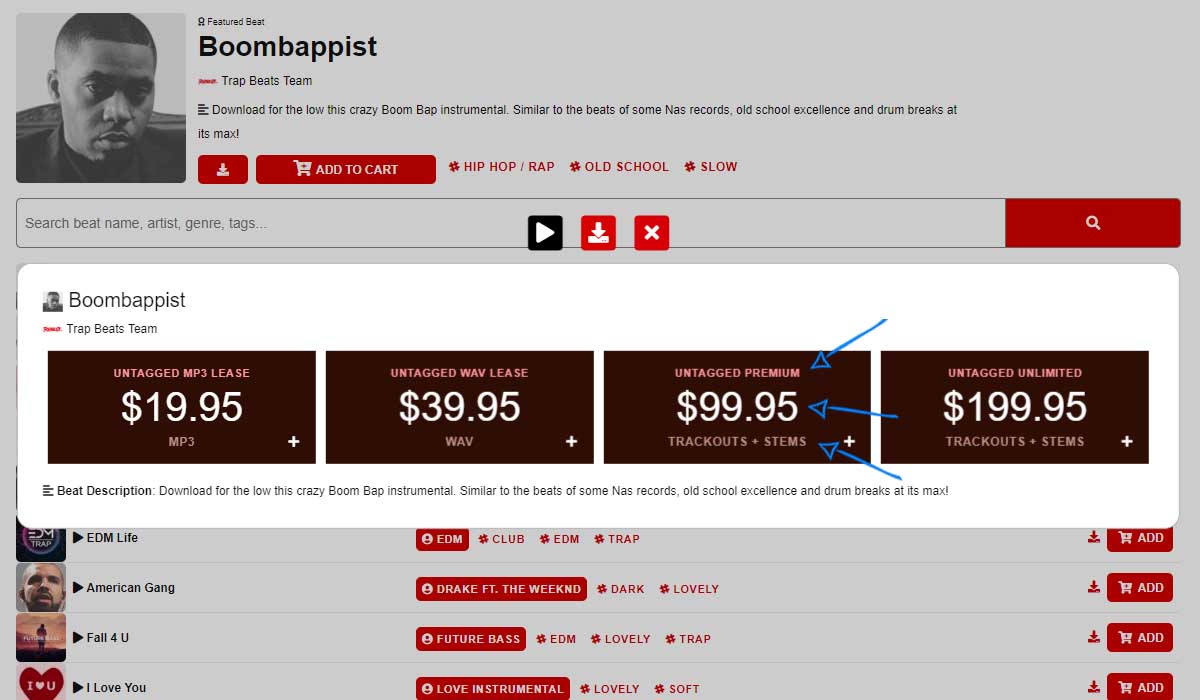 Featured Beat
Boombappist
Trap Beats Team
Download for the low this crazy Boom Bap instrumental. Similar to the beats of some Nas records, old school excellence and drum breaks at
its max!
ADD TO CART
HIP HOP / RAP
OLD SCHOOL
SLOW
Search beat name, artist, genre, tags...
Boombappist
Trap Beats Team
UNTAGGED MP3 LEASE
$19.95
MP3
UNTAGGED WAV LEASE
$39.95
WAV
UNTAGGED PREMIUM
$99.95
TRACKOUTS + STEMS
UNTAGGED UNLIMITED
$199.95
TRACKOUTS + STEMS
Beat Description: Download for the low this crazy Boom Bap instrumental. Similar to the beats of some Nas records, old school excellence and drum breaks at its max!
EDM
TRAP
EDM Life
EDM
CLUB
EDM
TRAP
ADD
American Gang
DRAKE FT. THE WEEKND
DARK
LOVELY
ADD
FUTURE BASS
Fall 4 U
FUTURE BASS
EDM
LOVELY
TRAP
ADD
I ♥ U
I Love You
LOVE INSTRUMENTAL
LOVELY
SOFT
ADD